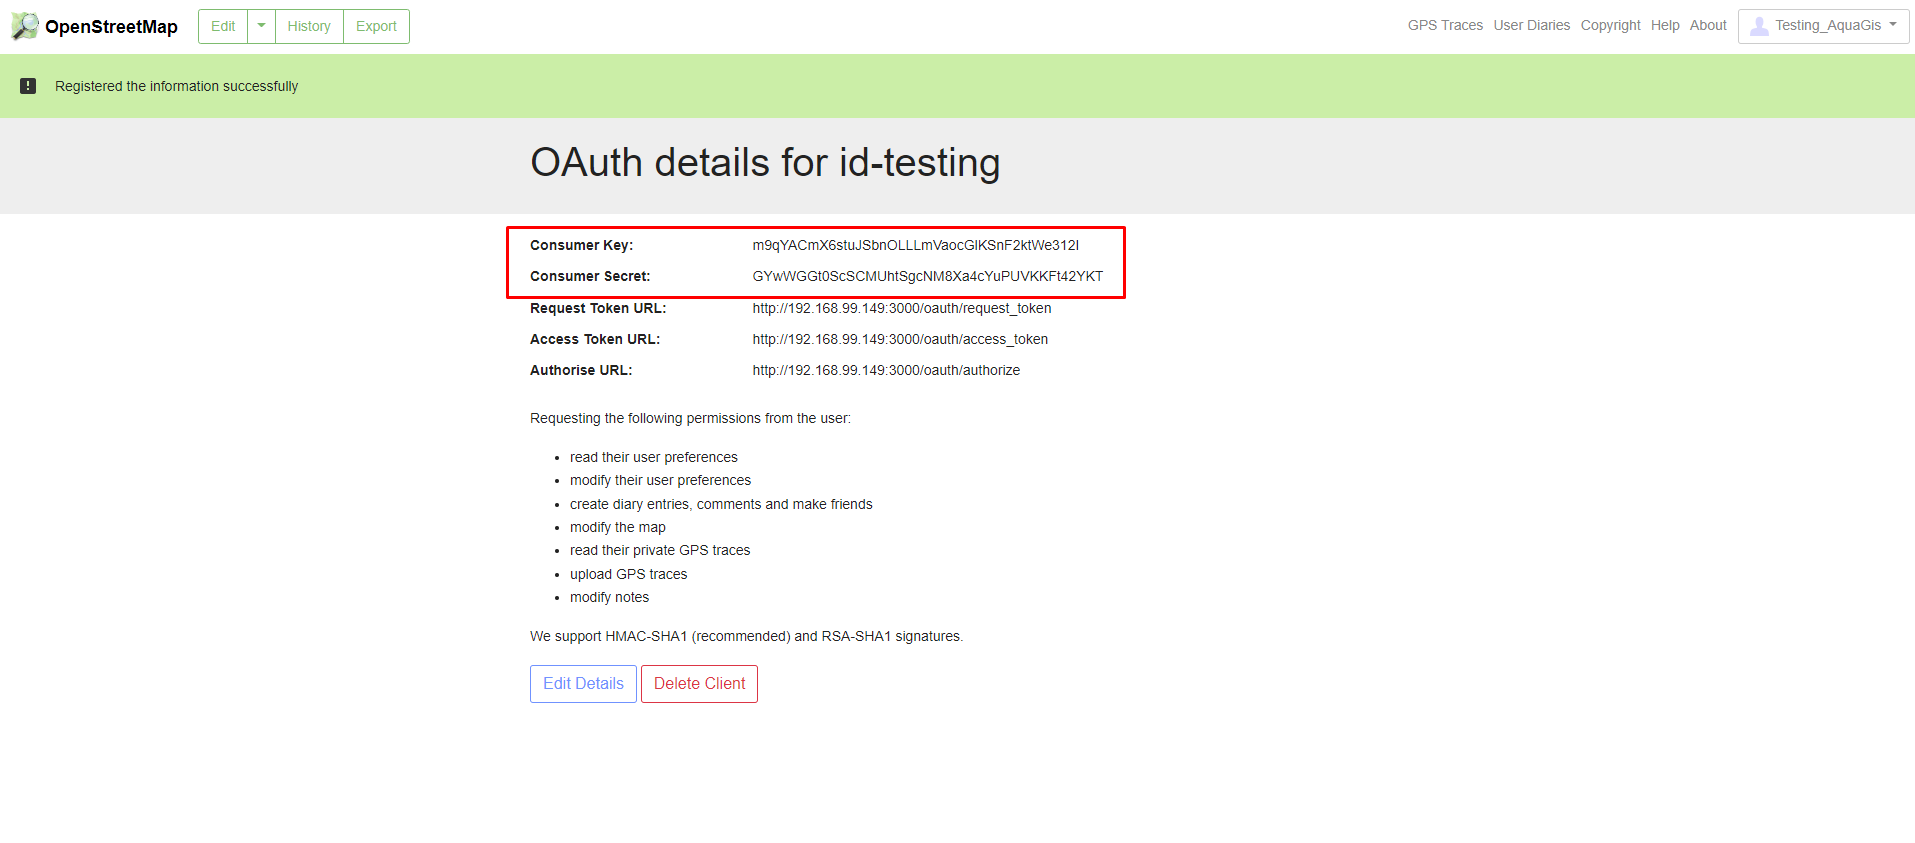 OpenStreetMap Edit History Export GPS Traces User Diaries Copyright Help About Testing_AquaGis
Registered the information successfully
OAuth details for id-testing
Consumer Key: m9qYACmX6stuJSbnOLLLmVaocGlKSnF2ktWe312I
Consumer Secret: GYwWGGt0ScSCMUhtSgcNM8Xa4cYuPUVKKFt42YKT
Request Token URL: http://192.168.99.149:3000/oauth/request_token
Access Token URL: http://192.168.99.149:3000/oauth/access_token
Authorise URL: http://192.168.99.149:3000/oauth/authorize
Requesting the following permissions from the user:
• read their user preferences
• modify their user preferences
• create diary entries, comments and make friends
• modify the map
• read their private GPS traces
• upload GPS traces
• modify notes
We support HMAC-SHA1 (recommended) and RSA-SHA1 signatures.
Edit Details Delete Client